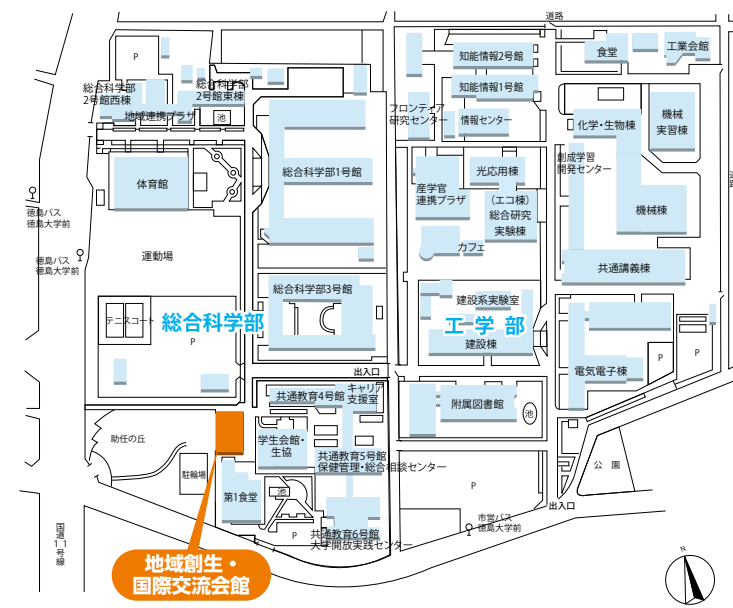 道路
P
知能情報2号館
食堂
工業会館
総合科学部
2号館西棟
総合科学部
2号館東棟
知能情報1号館
地域連携プラザ
池
フロンティア
研究センター
情報センター
化学・生物棟
機械
実習棟
体育館
総合科学部1号館
産学官
連携プラザ
光応用棟
(エコ棟)
総合研究
実験棟
創成学習
開発センター
機械棟
道路
徳島バス
徳島大学前
徳島バス
徳島大学前
運動場
カフェ
共通講義棟
総合科学部3号館
建設系実験室
テニスコート
総合科学部
P
工学部
建設棟
出入口
電気電子棟
P
P
共通教育4号館
キャリア
支援室
附属図書館
池
助任の丘
学生会館・
生協
共通教育5号館
保健管理・総合相談センター
公園
駐輪場
第1食堂
池
P
出入口
国道11号線
P
共通教育6号館
大学開放実践センター
市営バス
徳島大学前
地域創生・
国際交流会館
N